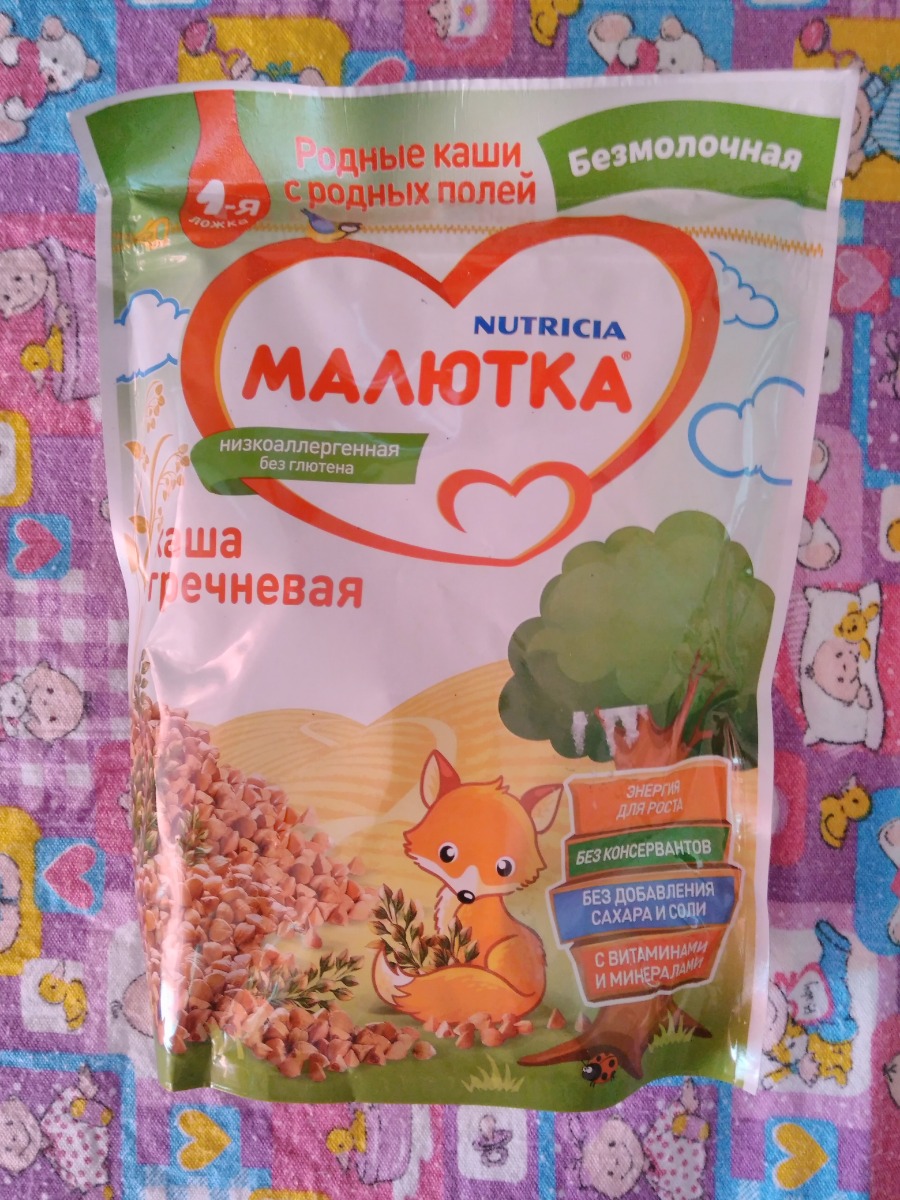 1-я
ложка
Родные каши
с родных полей
Безмолочная
NUTRICIA
МАЛЮТКА®
низкоаллергенная
без глютена
каша
гречневая
ЭНЕРГИЯ
ДЛЯ РОСТА
БЕЗ КОНСЕРВАНТОВ
БЕЗ ДОБАВЛЕНИЯ
САХАРА И СОЛИ
С ВИТАМИНАМИ
И МИНЕРАЛАМИ